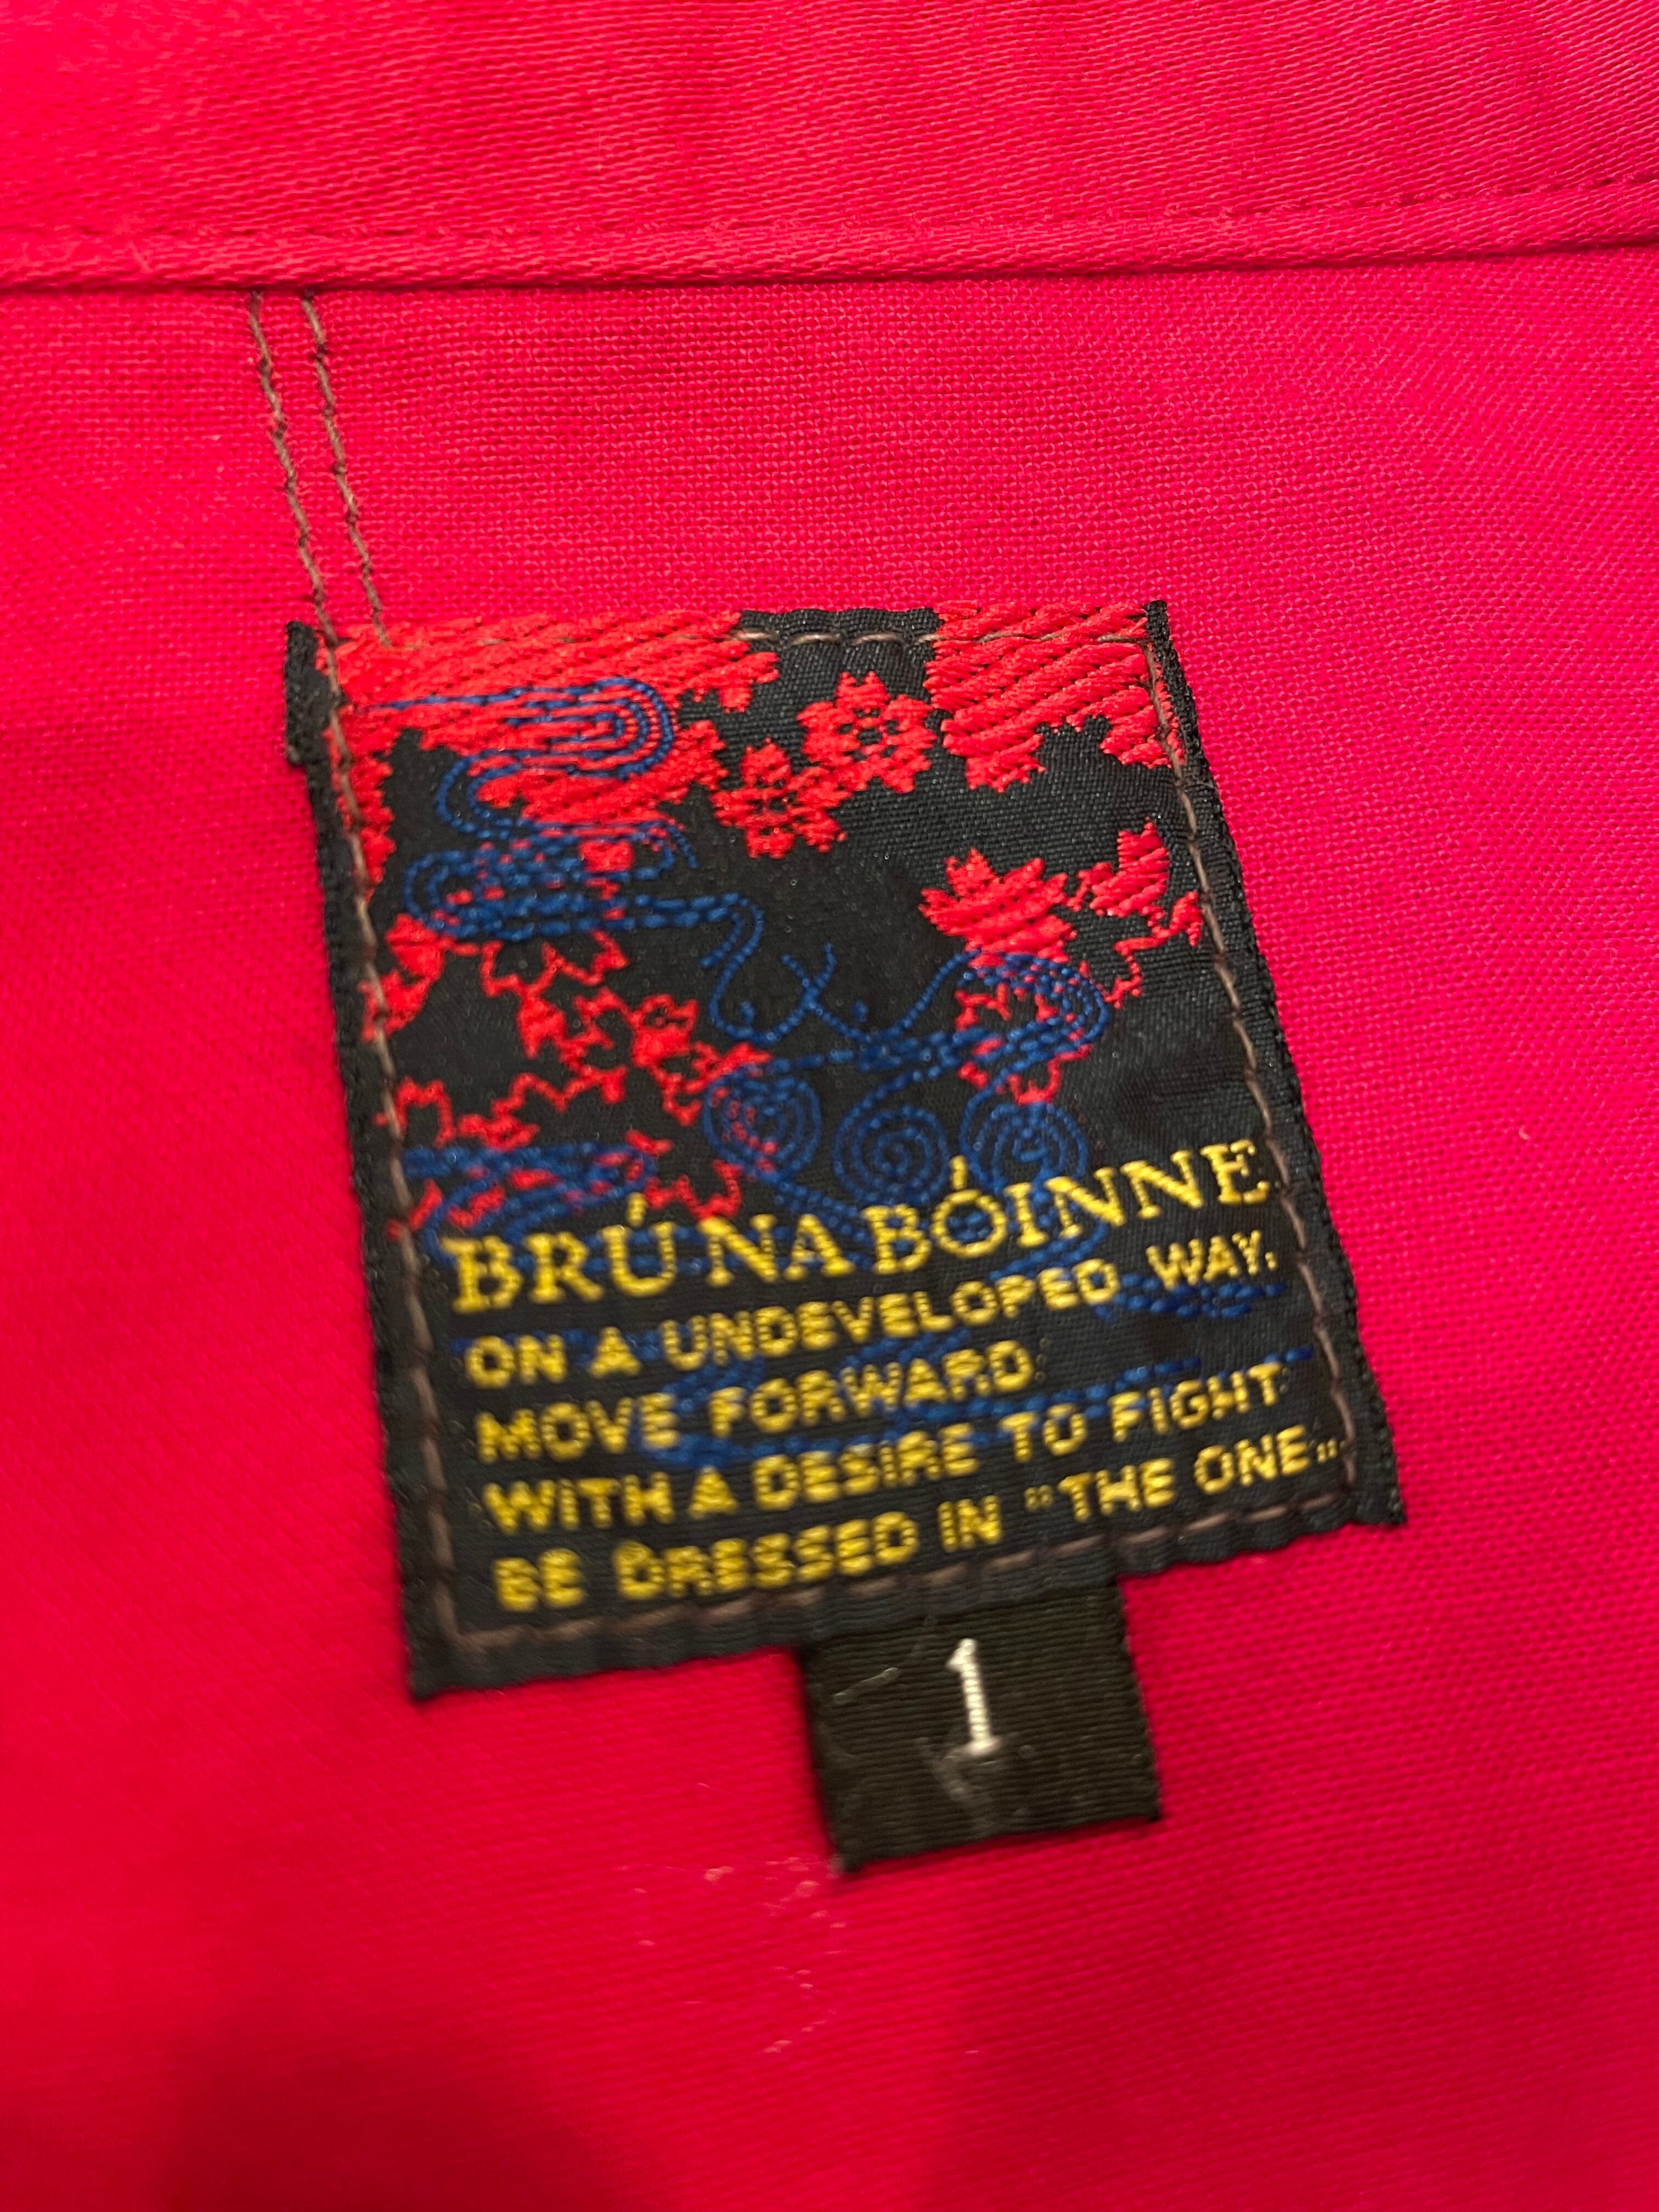 BRÚ NA BÓINNE
ON A UNDEVELOPED WAY.
MOVE FORWARD
WITH A DESIRE TO FIGHT
BE DRESSED IN "THE ONE„
1